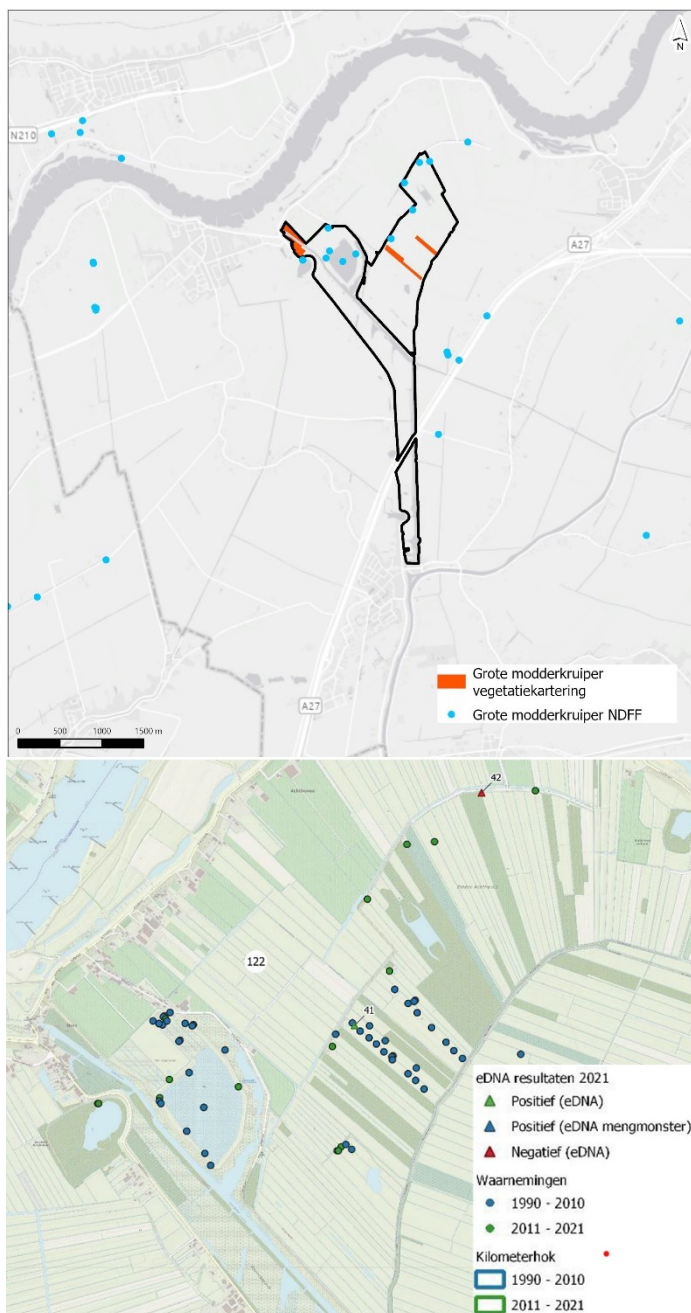 N
N210
A27
Grote modderkruiper
vegetatiekartering
Grote modderkruiper NDFF
A27
0 500 1000 1500 m
42
122
41
eDNA resultaten 2021
Positief (eDNA)
Positief (eDNA mengmonster)
Negatief (eDNA)
Waarnemingen
1990 - 2010
2011 - 2021
Kilometerhok
1990 - 2010
2011 - 2021